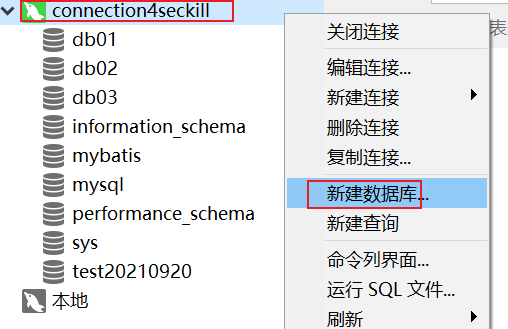 connection4seckill
db01
db02
db03
information_schema
mybatis
mysql
performance_schema
sys
test20210920
本地
关闭连接
编辑连接...
新建连接
删除连接
复制连接...
新建数据库...
新建查询
命令列界面...
运行 SQL 文件...
刷新
表